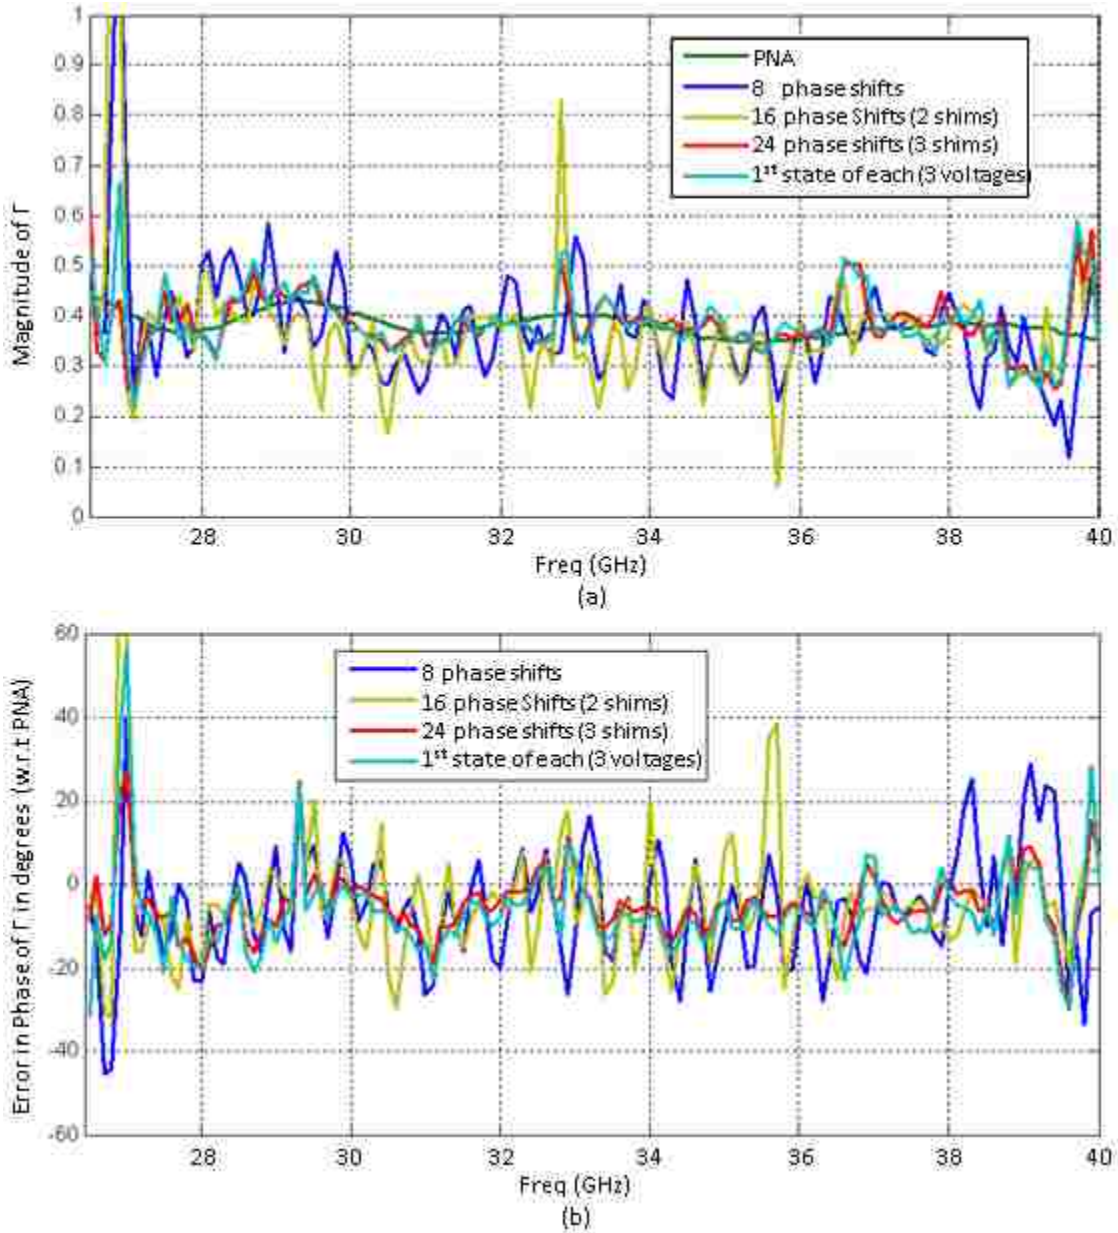 1
0.9
0.8
0.7
0.6
0.5
0.4
0.3
0.2
0.1
0
Magnitude of Γ
PNA
8 phase shifts
16 phase Shifts (2 shims)
24 phase shifts (3 shims)
1st state of each (3 voltages)
28 30 32 34 36 38 40
Freq (GHz)
(a)
60
40
20
0
-20
-40
-60
Error in Phase of Γ in degrees (w.r.t PNA)
8 phase shifts
16 phase Shifts (2 shims)
24 phase shifts (3 shims)
1st state of each (3 voltages)
28 30 32 34 36 38 40
Freq (GHz)
(b)